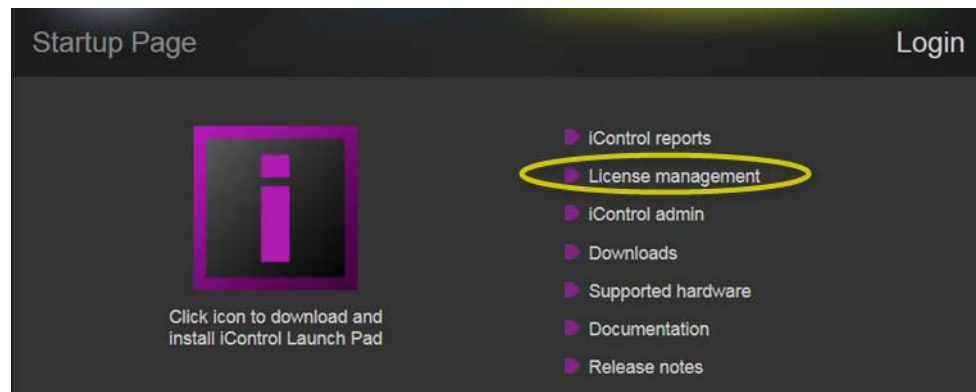 Startup Page
Login
iControl reports
License management
iControl admin
Downloads
Supported hardware
Documentation
Release notes
Click icon to download and
install iControl Launch Pad